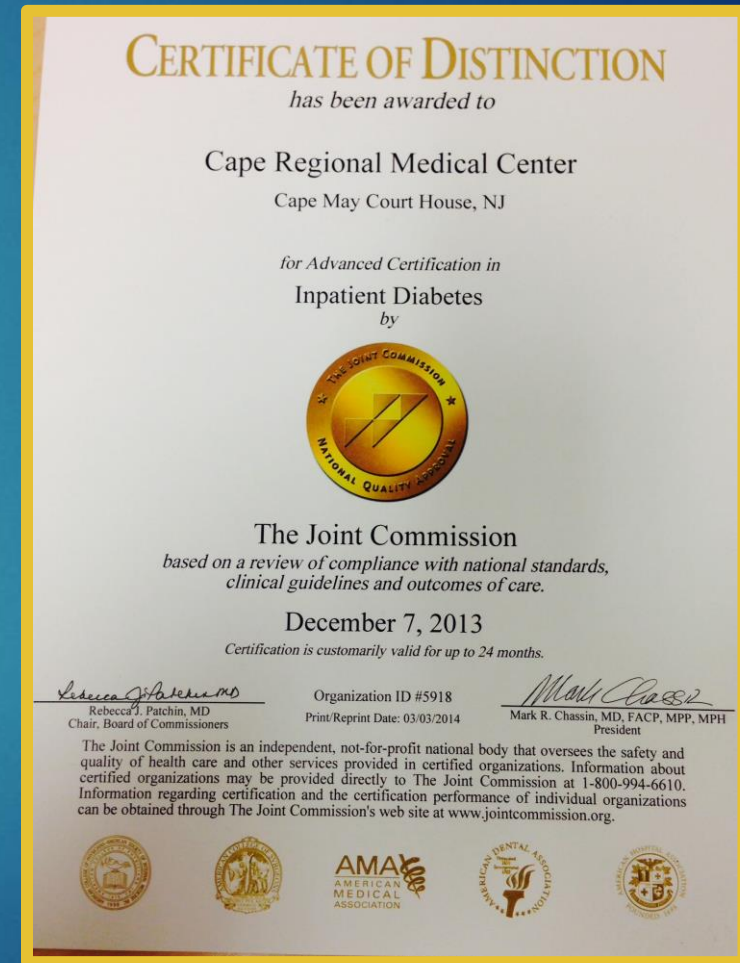 CERTIFICATE OF DISTINCTION
has been awarded to
Cape Regional Medical Center
Cape May Court House, NJ
for Advanced Certification in
Inpatient Diabetes
by
THE JOINT COMMISSION
NATIONAL QUALITY APPROVAL
The Joint Commission
based on a review of compliance with national standards,
clinical guidelines and outcomes of care.
December 7, 2013
Certification is customarily valid for up to 24 months.
Rebecca J. Patchin, MD
Chair, Board of Commissioners
Organization ID #5918
Print/Reprint Date: 03/03/2014
Mark Chassin
Mark R. Chassin, MD, FACP, MPP, MPH
President
The Joint Commission is an independent, not-for-profit national body that oversees the safety and
quality of health care and other services provided in certified organizations. Information about
certified organizations may be provided directly to The Joint Commission at 1-800-994-6610.
Information regarding certification and the certification performance of individual organizations
can be obtained through The Joint Commission's web site at www.jointcommission.org.
AMA
AMERICAN
MEDICAL
ASSOCIATION
AMERICAN DENTAL ASSOCIATION
AMERICAN HOSPITAL ASSOCIATION